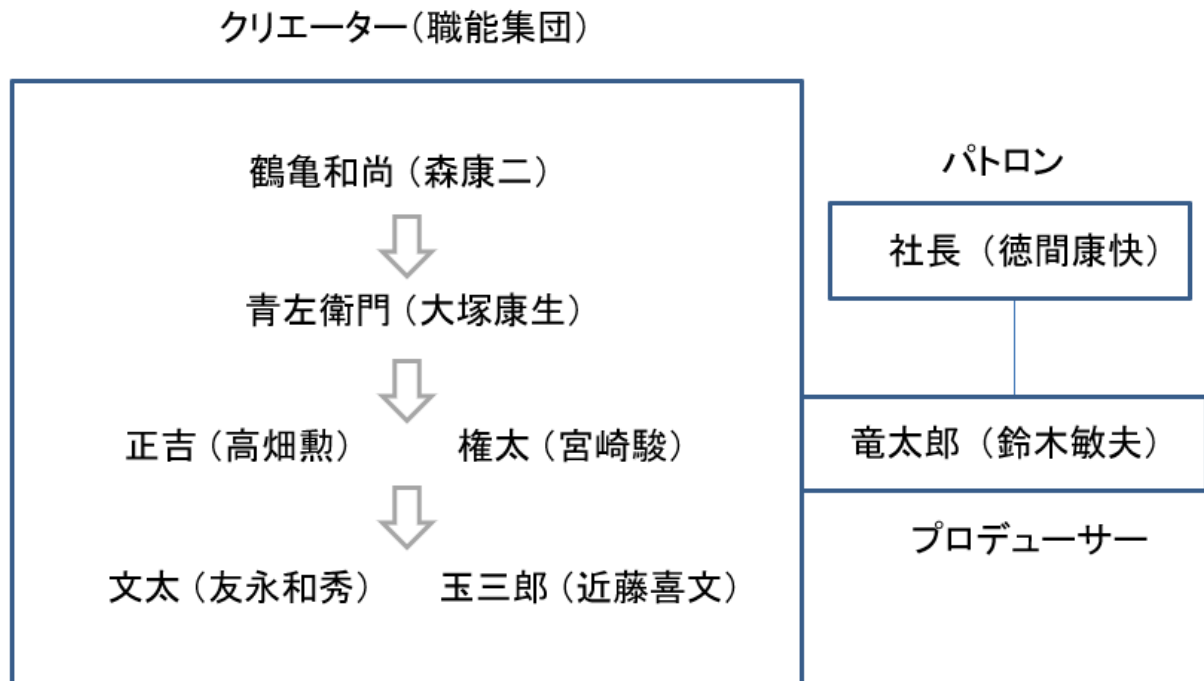 クリエーター(職能集団)
鶴亀和尚(森康二)
青左衛門(大塚康生)
正吉(高畑勲) 権太(宮崎駿)
文太(友永和秀) 玉三郎(近藤喜文)
パトロン
社長(徳間康快)
竜太郎(鈴木敏夫)
プロデューサー